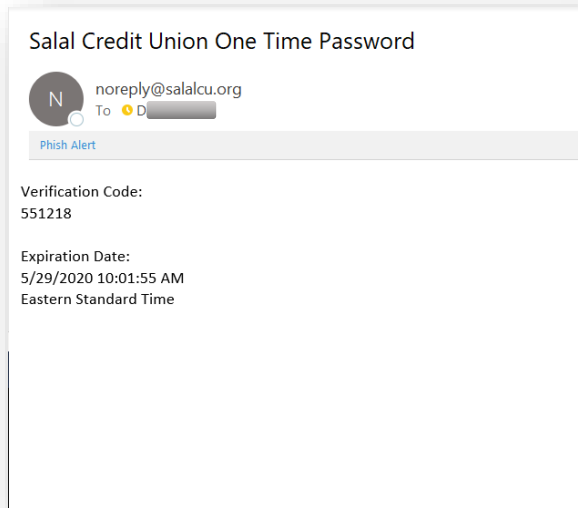 Salal Credit Union One Time Password
N
noreply@salalcu.org
To D
Phish Alert
Verification Code:
551218
Expiration Date:
5/29/2020 10:01:55 AM
Eastern Standard Time